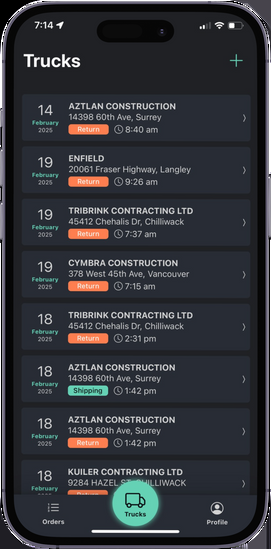 7:14
Trucks
+
14
February
2025
AZTLAN CONSTRUCTION
14398 60th Ave, Surrey
Return 8:40 am
19
February
2025
ENFIELD
20061 Fraser Highway, Langley
Return 9:26 am
19
February
2025
TRIBRINK CONTRACTING LTD
45412 Chehalis Dr, Chilliwack
Return 7:37 am
19
February
2025
CYMBRA CONSTRUCTION
378 West 45th Ave, Vancouver
Return 7:15 am
18
February
2025
TRIBRINK CONTRACTING LTD
45412 Chehalis Dr, Chilliwack
Return 2:31 pm
18
February
2025
AZTLAN CONSTRUCTION
14398 60th Ave, Surrey
Shipping 1:42 pm
18
February
2025
AZTLAN CONSTRUCTION
14398 60th Ave, Surrey
Return 1:42 pm
18
February
KUILER CONTRACTING LTD
9284 HAZEL ST, CHILLIWACK
Return
Orders
Trucks
Profile